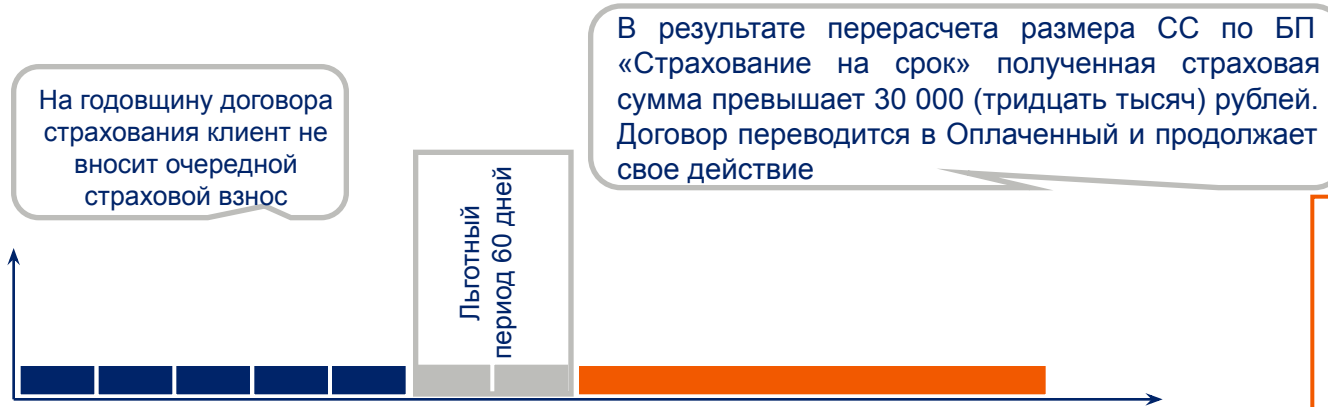 На годовщину договора
страхования клиент не
вносит очередной
страховой взнос
Льготный
период 60 дней
В результате перерасчета размера СС по БП
«Страхование на срок» полученная страховая
сумма превышает 30 000 (тридцать тысяч) рублей.
Договор переводится в Оплаченный и продолжает
свое действие